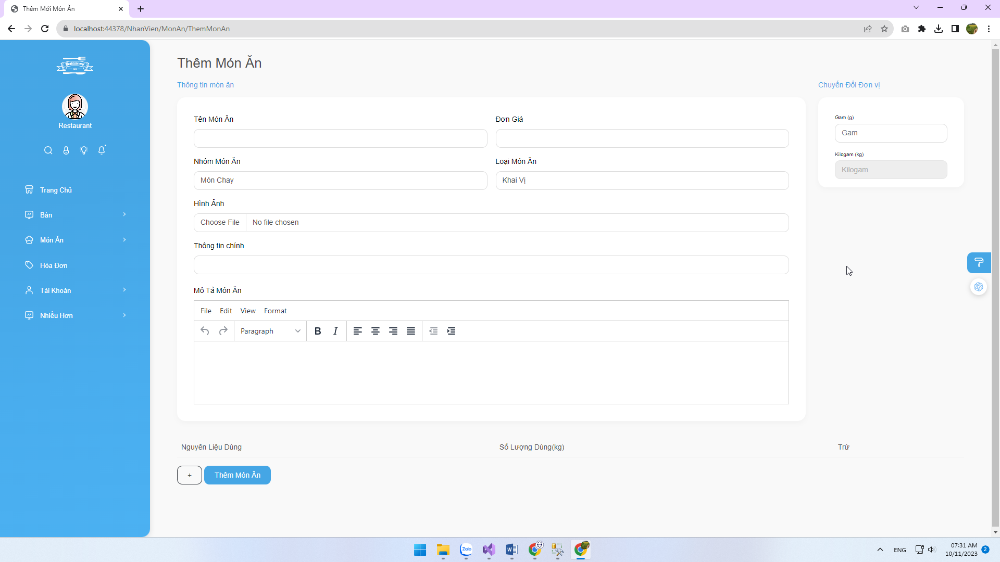 Thêm Mới Món Ăn
localhost:44378/NhanVien/MonAn/ThemMonAn
Restaurant
Restaurant
Trang Chủ
Bàn
Món Ăn
Hóa Đơn
Tài Khoản
Nhiều Hơn
Thêm Món Ăn
Thông tin món ăn
Chuyển Đổi Đơn vị
Tên Món Ăn
Đơn Giá
Nhóm Món Ăn
Loại Món Ăn
Món Chay
Khai Vị
Hình Ảnh
Choose File
No file chosen
Thông tin chính
Mô Tả Món Ăn
File Edit View Format
Paragraph
B I
Gam (g)
Gam
Kilogam (kg)
Kilogam
Nguyên Liệu Dùng
Số Lượng Dùng(kg)
Trừ
+
Thêm Món Ăn
Zalo
ENG
07:31 AM
10/11/2023
2